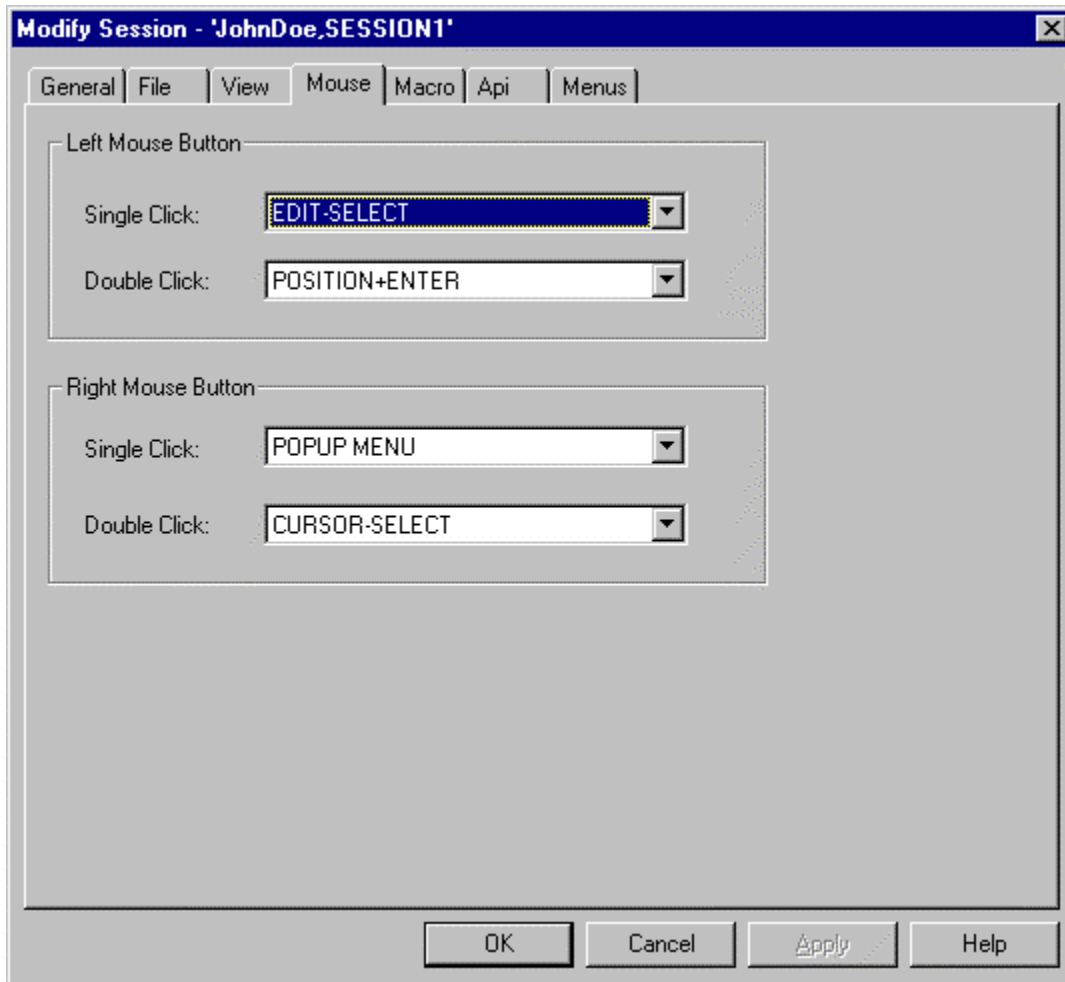 Modify Session - 'JohnDoe,SESSION1'
General File View Mouse Macro Api Menus
Left Mouse Button
Single Click: EDIT-SELECT
Double Click: POSITION+ENTER
Right Mouse Button
Single Click: POPUP MENU
Double Click: CURSOR-SELECT
OK Cancel Apply Help